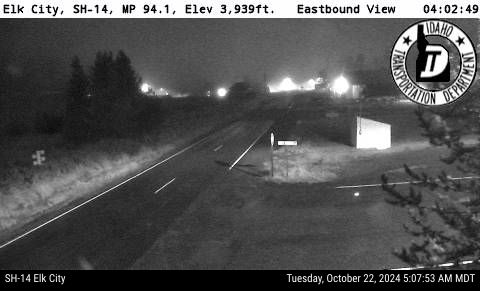 Elk City, SH-14, MP 94.1, Elev 3,939ft. Eastbound View 04:02:49
IDAHO
TRANSPORTATION DEPARTMENT
SH-14 Elk City Tuesday, October 22, 2024 5:07:53 AM MDT